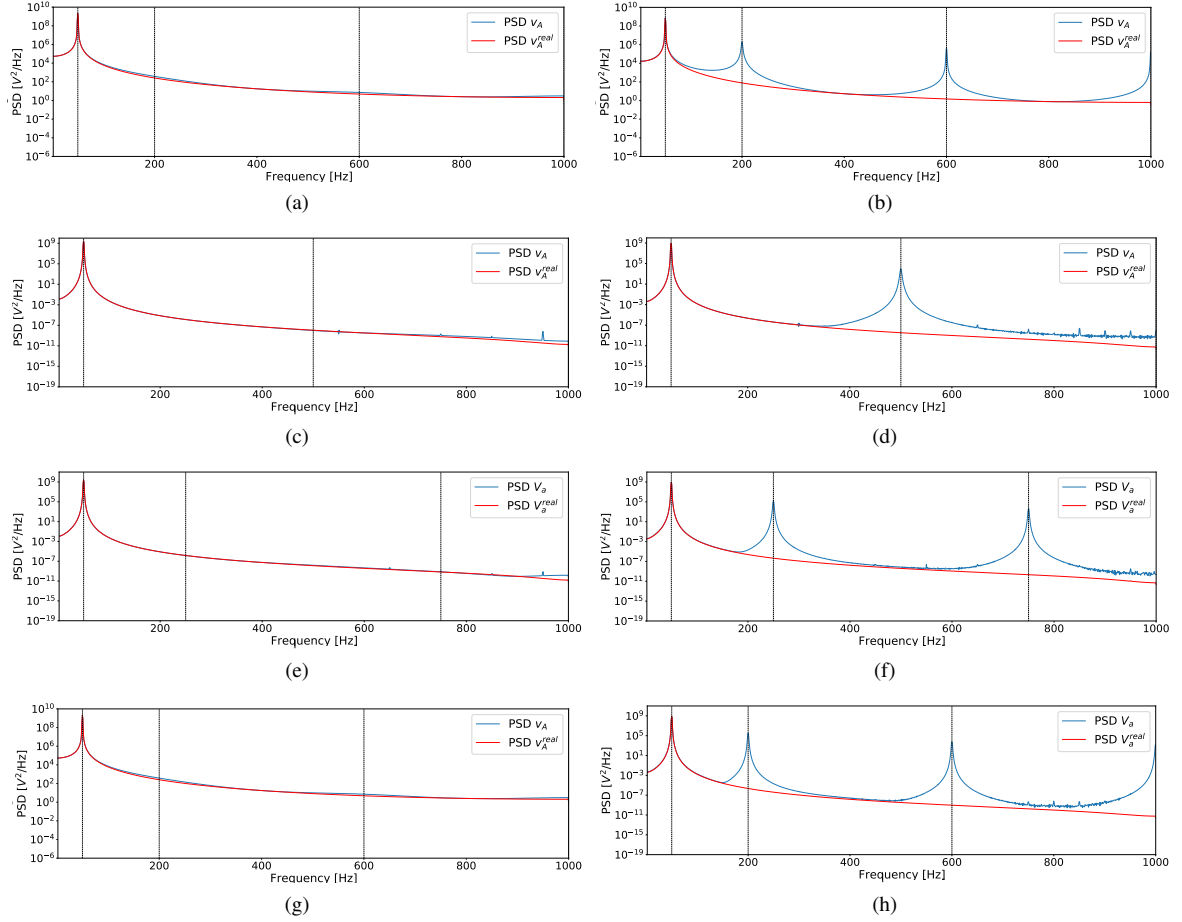 PSD v_A
PSD v_A^real
PSD [V²/Hz]
10^10
10^8
10^6
10^4
10^2
10^0
10^−2
10^−4
10^−6
200 400 600 800 1000
Frequency [Hz]
(a)
PSD v_A
PSD v_A^real
PSD [V²/Hz]
10^10
10^8
10^6
10^4
10^2
10^0
10^−2
10^−4
10^−6
200 400 600 800 1000
Frequency [Hz]
(b)
PSD v_A
PSD v_A^real
PSD [V²/Hz]
10^9
10^5
10^1
10^−3
10^−7
10^−11
10^−15
10^−19
200 400 600 800 1000
Frequency [Hz]
(c)
PSD v_A
PSD v_A^real
PSD [V²/Hz]
10^9
10^5
10^1
10^−3
10^−7
10^−11
10^−15
10^−19
200 400 600 800 1000
Frequency [Hz]
(d)
PSD V_a
PSD V_a^real
PSD [V²/Hz]
10^9
10^5
10^1
10^−3
10^−7
10^−11
10^−15
10^−19
200 400 600 800 1000
Frequency [Hz]
(e)
PSD V_a
PSD V_a^real
PSD [V²/Hz]
10^9
10^5
10^1
10^−3
10^−7
10^−11
10^−15
10^−19
200 400 600 800 1000
Frequency [Hz]
(f)
PSD v_A
PSD v_A^real
PSD [V²/Hz]
10^10
10^8
10^6
10^4
10^2
10^0
10^−2
10^−4
10^−6
200 400 600 800 1000
Frequency [Hz]
(g)
PSD V_a
PSD V_a^real
PSD [V²/Hz]
10^9
10^5
10^1
10^−3
10^−7
10^−11
10^−15
10^−19
200 400 600 800 1000
Frequency [Hz]
(h)